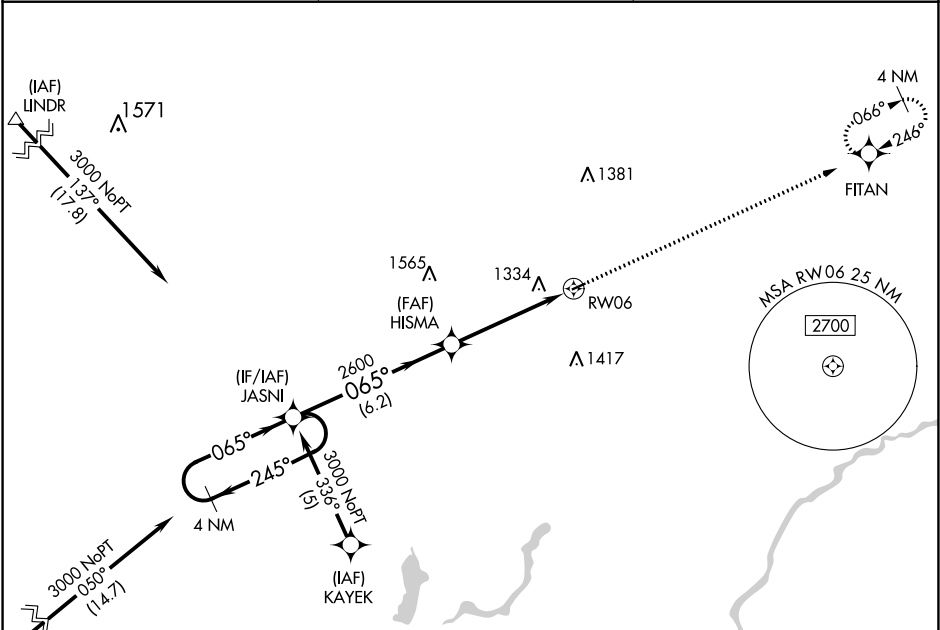 (IAF)
LINDR
1571
3000 NoPT
137°
(17.8)
4 NM
066°
246°
FITAN
1381
1565
1334
RW06
(FAF)
HISMA
1417
MSA RW06 25 NM
2700
(IF/IAF)
JASNI
2600
065°
(6.2)
065°
245°
4 NM
3000 NoPT
336°
(5)
(IAF)
KAYEK
3000 NoPT
050°
(14.7)